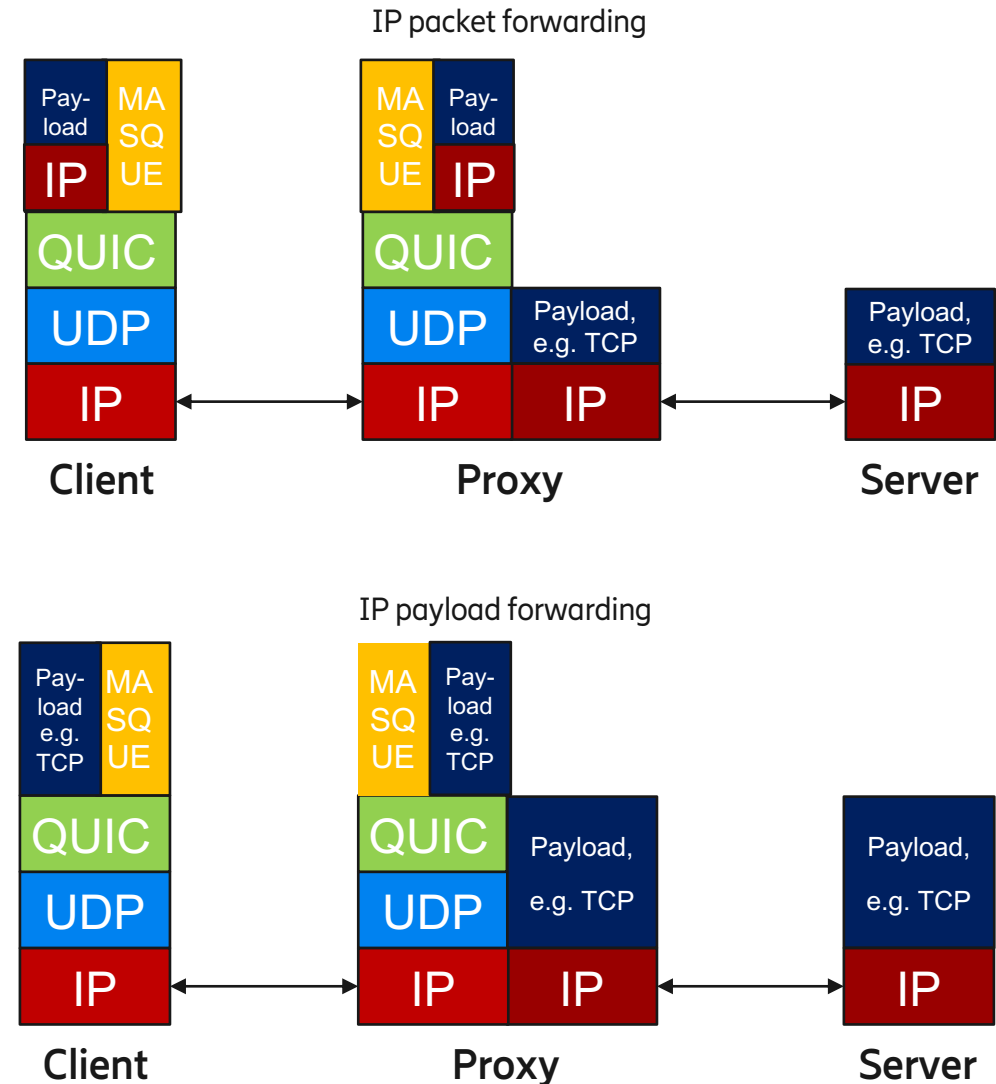 IP packet forwarding
Pay-
load
IP
MA
SQ
UE
QUIC
UDP
IP
Client
MA
SQ
UE
Pay-
load
IP
QUIC
UDP
IP
Payload,
e.g. TCP
IP
Proxy
Payload,
e.g. TCP
IP
Server
IP payload forwarding
Pay-
load
e.g.
TCP
MA
SQ
UE
QUIC
UDP
IP
Client
MA
SQ
UE
Pay-
load
e.g.
TCP
QUIC
UDP
IP
Payload,
e.g. TCP
IP
Proxy
Payload,
e.g. TCP
IP
Server